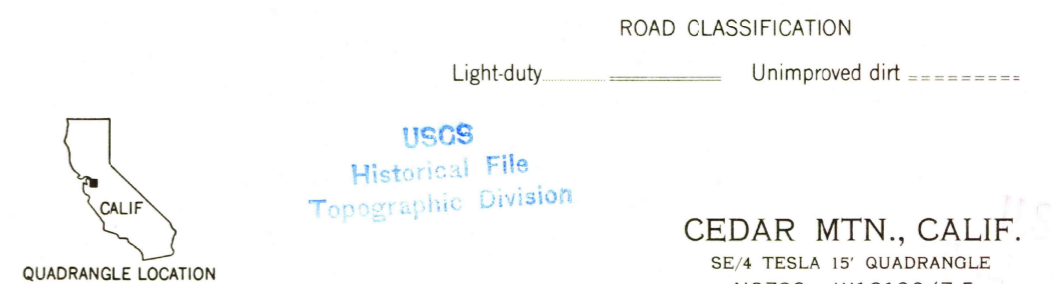 ROAD CLASSIFICATION
Light-duty
Unimproved dirt
USGS
Historical File
Topographic Division
CALIF
QUADRANGLE LOCATION
CEDAR MTN., CALIF.
SE/4 TESLA 15' QUADRANGLE